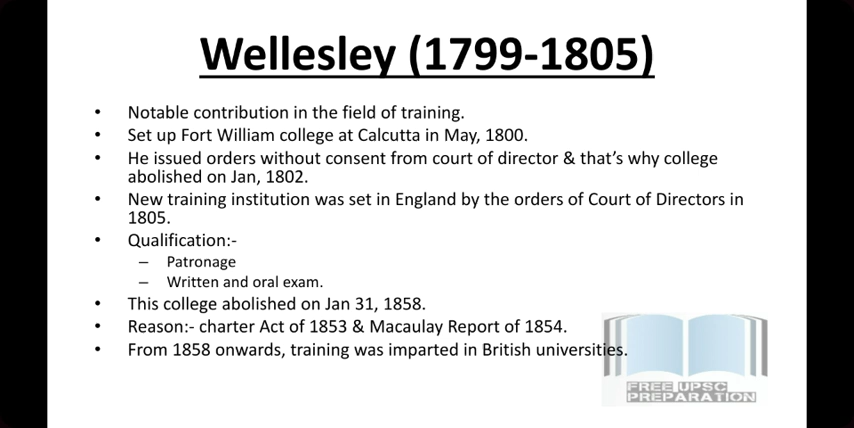 Wellesley (1799-1805)
• Notable contribution in the field of training.
• Set up Fort William college at Calcutta in May, 1800.
• He issued orders without consent from court of director & that's why college
abolished on Jan, 1802.
• New training institution was set in England by the orders of Court of Directors in
1805.
• Qualification:-
– Patronage
– Written and oral exam.
• This college abolished on Jan 31, 1858.
• Reason:- charter Act of 1853 & Macaulay Report of 1854.
• From 1858 onwards, training was imparted in British universities.
FREE UPSC
PREPARATION